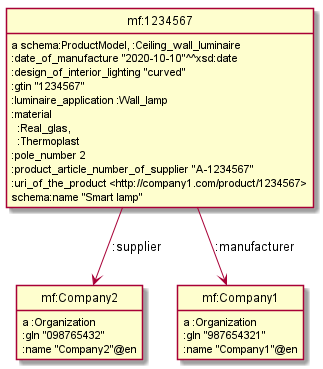 mf:1234567
a schema:ProductModel, :Ceiling_wall_luminaire
:date_of_manufacture "2020-10-10"^^xsd:date
:design_of_interior_lighting "curved"
:gtin "1234567"
:luminaire_application :Wall_lamp
:material
:Real_glas,
:Thermoplast
:pole_number 2
:product_article_number_of_supplier "A-1234567"
:uri_of_the_product <http://company1.com/product/1234567>
schema:name "Smart lamp"
:supplier
:manufacturer
mf:Company2
a :Organization
:gln "098765432"
:name "Company2"@en
mf:Company1
a :Organization
:gln "987654321"
:name "Company1"@en